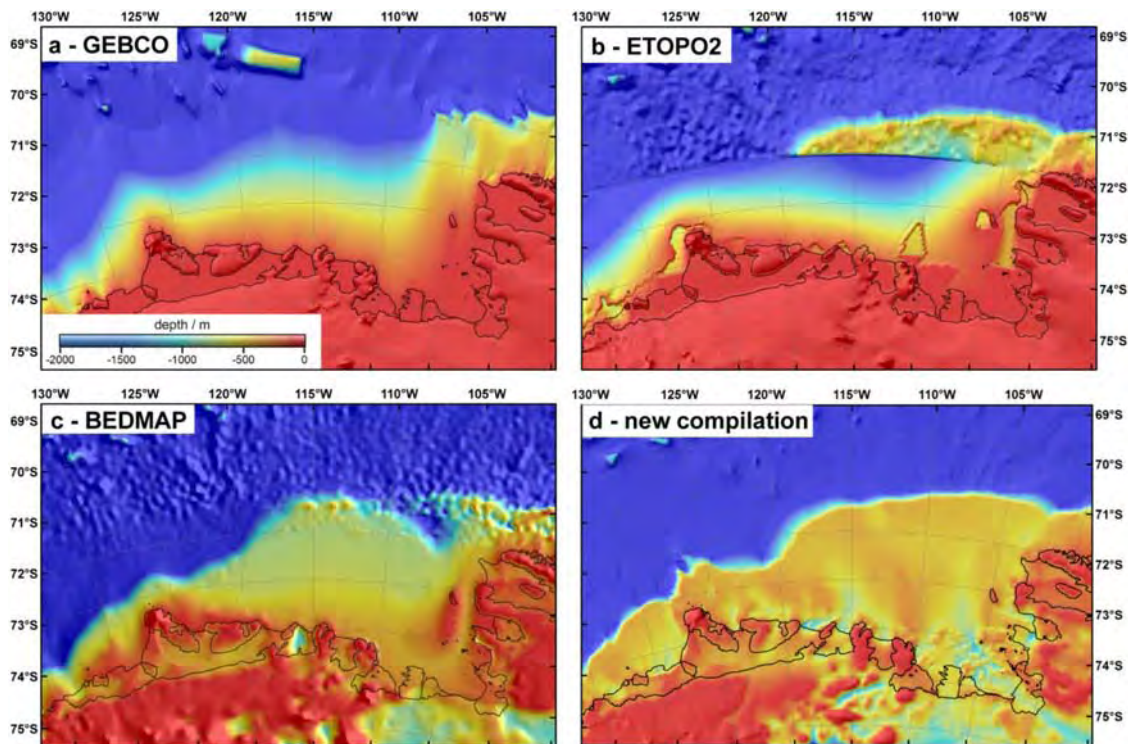 130°W 125°W 120°W 115°W 110°W 105°W
130°W 125°W 120°W 115°W 110°W 105°W
a - GEBCO
b - ETOPO2
69°S
69°S
70°S
70°S
71°S
71°S
72°S
72°S
73°S
73°S
74°S
74°S
75°S
75°S
depth / m
-2000 -1500 -1000 -500 0
130°W 125°W 120°W 115°W 110°W 105°W
130°W 125°W 120°W 115°W 110°W 105°W
c - BEDMAP
d - new compilation
69°S
69°S
70°S
70°S
71°S
71°S
72°S
72°S
73°S
73°S
74°S
74°S
75°S
75°S